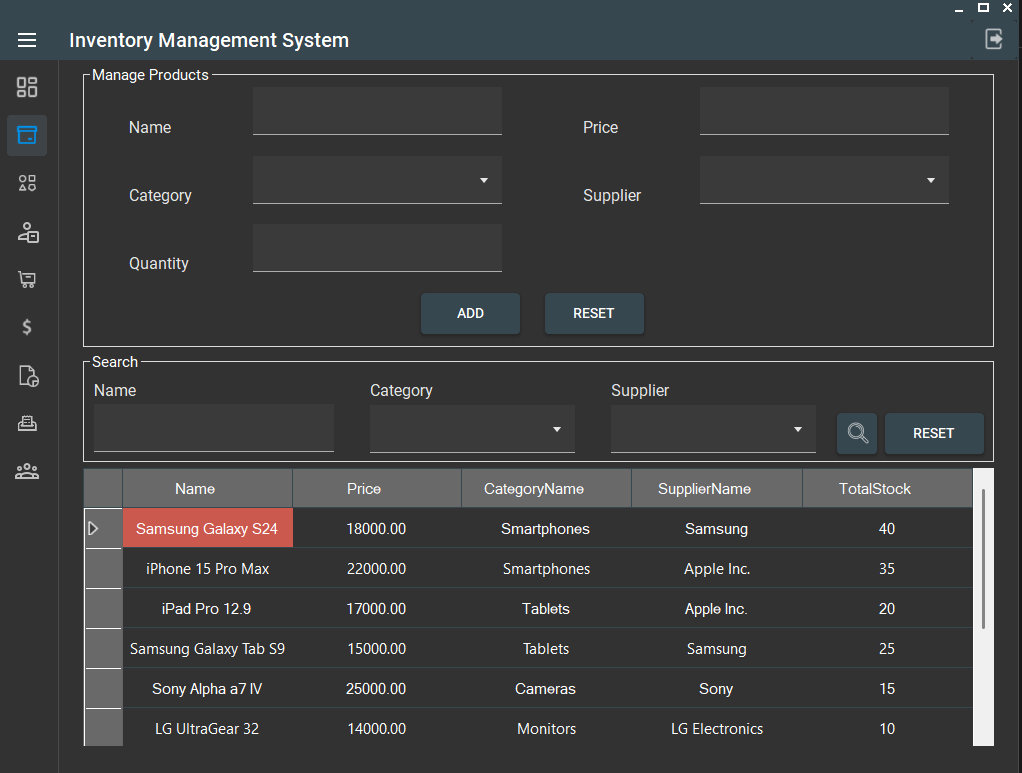 Inventory Management System
Manage Products
Name Price
Category Supplier
Quantity
ADD RESET
Search
Name Category Supplier
RESET
Name Price CategoryName SupplierName TotalStock
Samsung Galaxy S24 18000.00 Smartphones Samsung 40
iPhone 15 Pro Max 22000.00 Smartphones Apple Inc. 35
iPad Pro 12.9 17000.00 Tablets Apple Inc. 20
Samsung Galaxy Tab S9 15000.00 Tablets Samsung 25
Sony Alpha a7 IV 25000.00 Cameras Sony 15
LG UltraGear 32 14000.00 Monitors LG Electronics 10